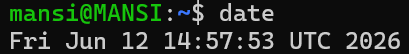 mansi@MANSI:~$ date
Fri Jun 12 14:57:53 UTC 2026